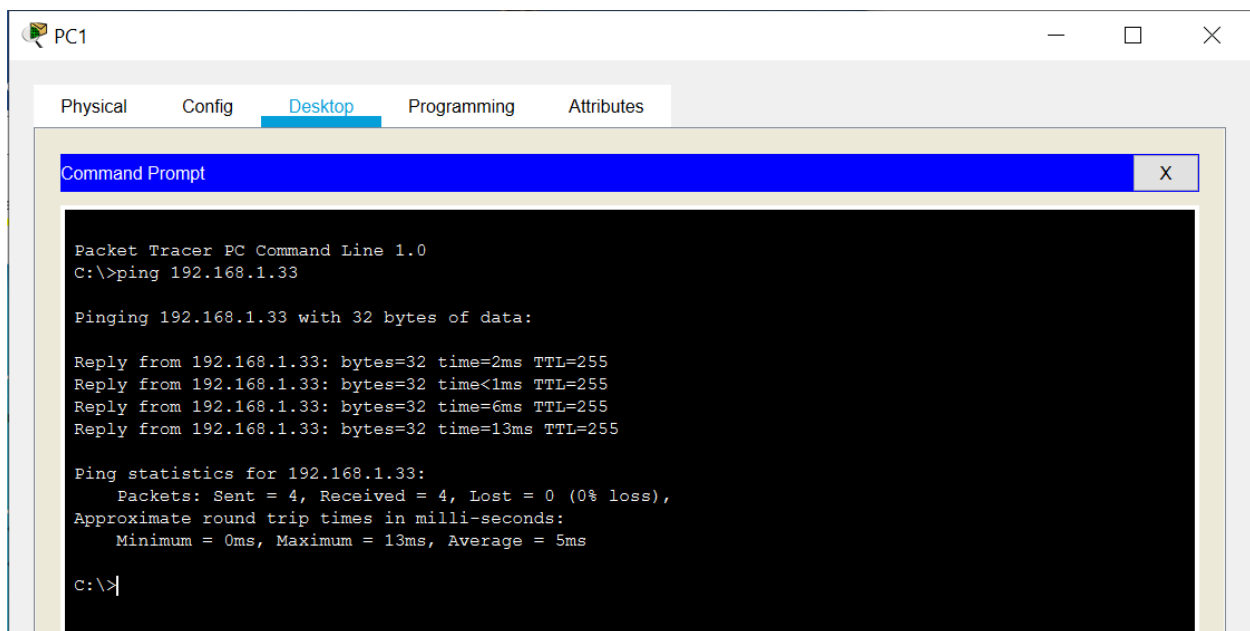 PC1
Physical Config Desktop Programming Attributes
Command Prompt X
Packet Tracer PC Command Line 1.0
C:\>ping 192.168.1.33
Pinging 192.168.1.33 with 32 bytes of data:
Reply from 192.168.1.33: bytes=32 time=2ms TTL=255
Reply from 192.168.1.33: bytes=32 time<1ms TTL=255
Reply from 192.168.1.33: bytes=32 time=6ms TTL=255
Reply from 192.168.1.33: bytes=32 time=13ms TTL=255
Ping statistics for 192.168.1.33:
    Packets: Sent = 4, Received = 4, Lost = 0 (0% loss),
Approximate round trip times in milli-seconds:
    Minimum = 0ms, Maximum = 13ms, Average = 5ms
C:\>